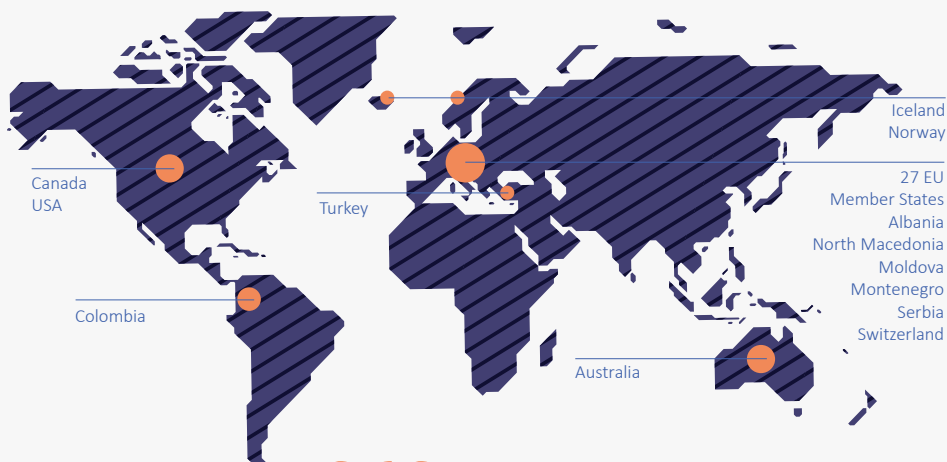 Iceland
Norway
Canada
USA
Turkey
27 EU
Member States
Albania
North Macedonia
Moldova
Montenegro
Serbia
Switzerland
Colombia
Australia